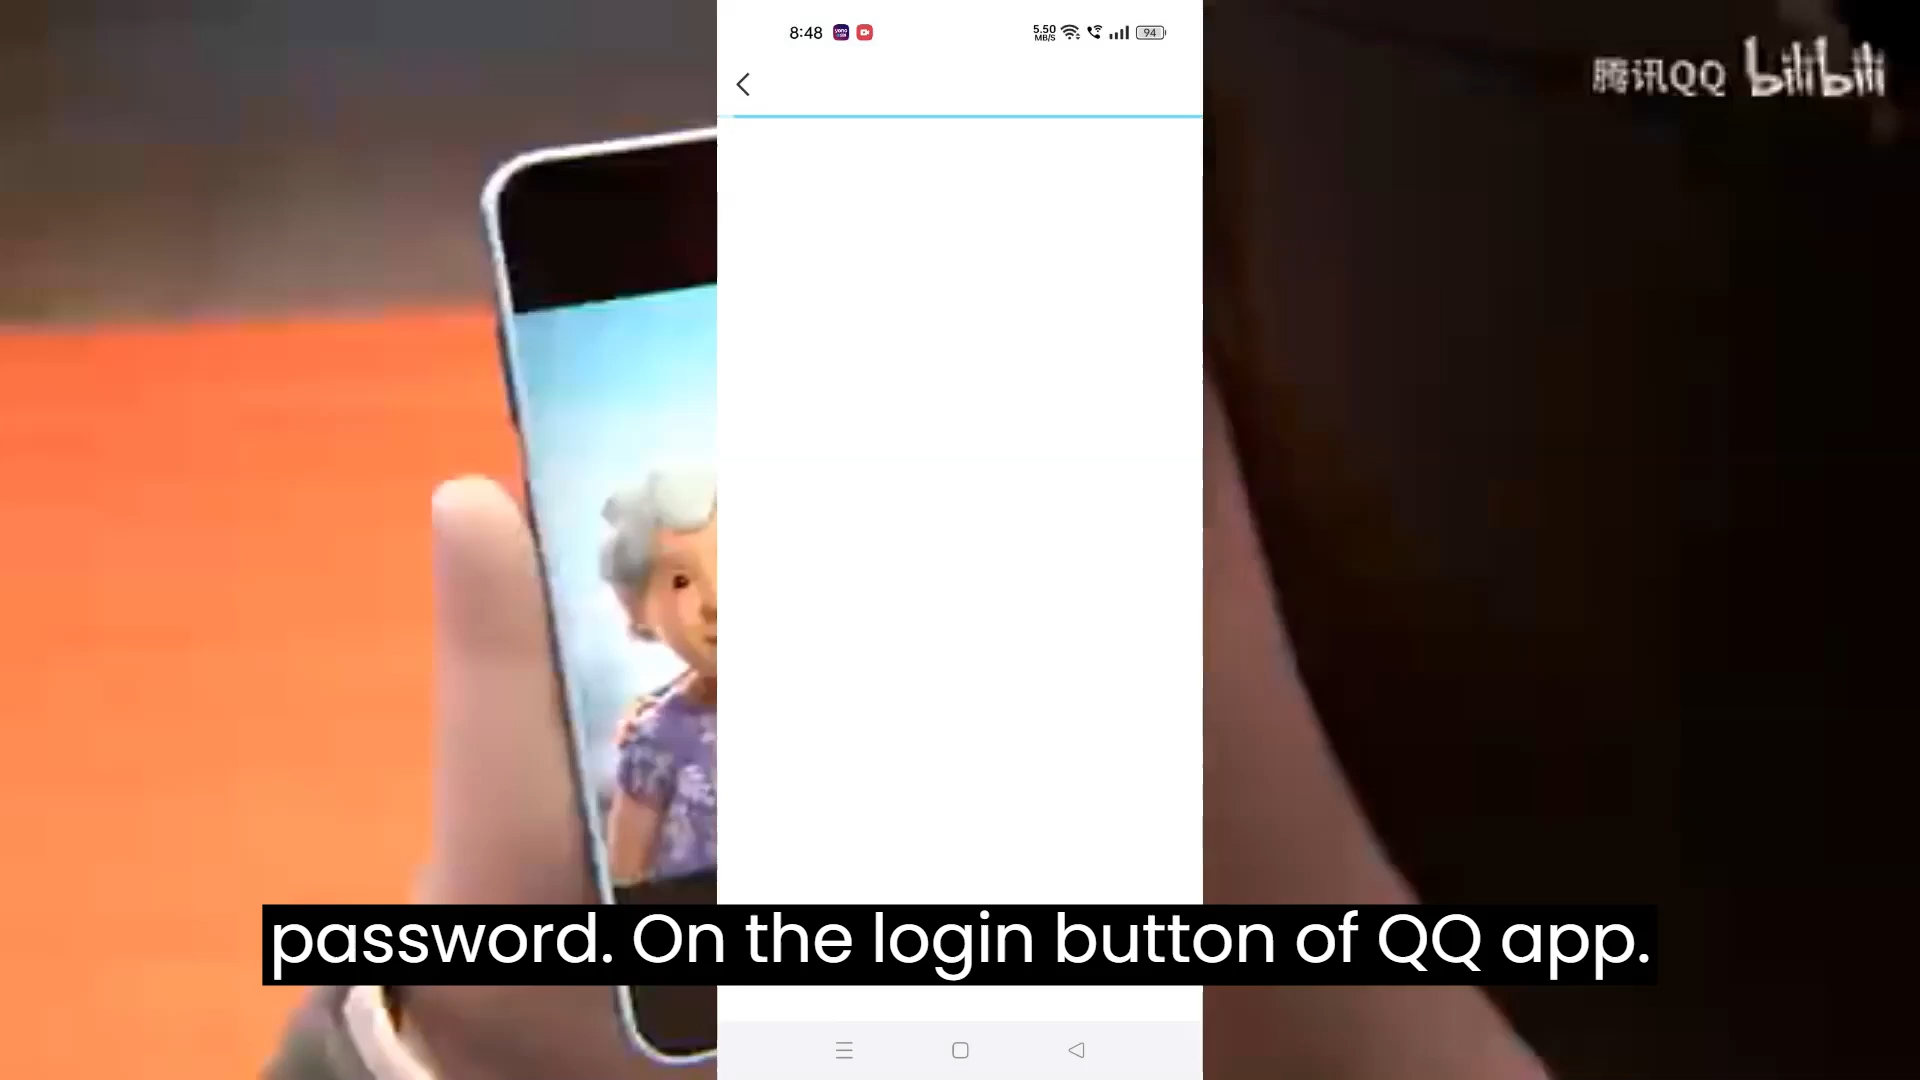 8:48
5.50
MB/S
94
腾讯QQ bilibili
password. On the login button of QQ app.